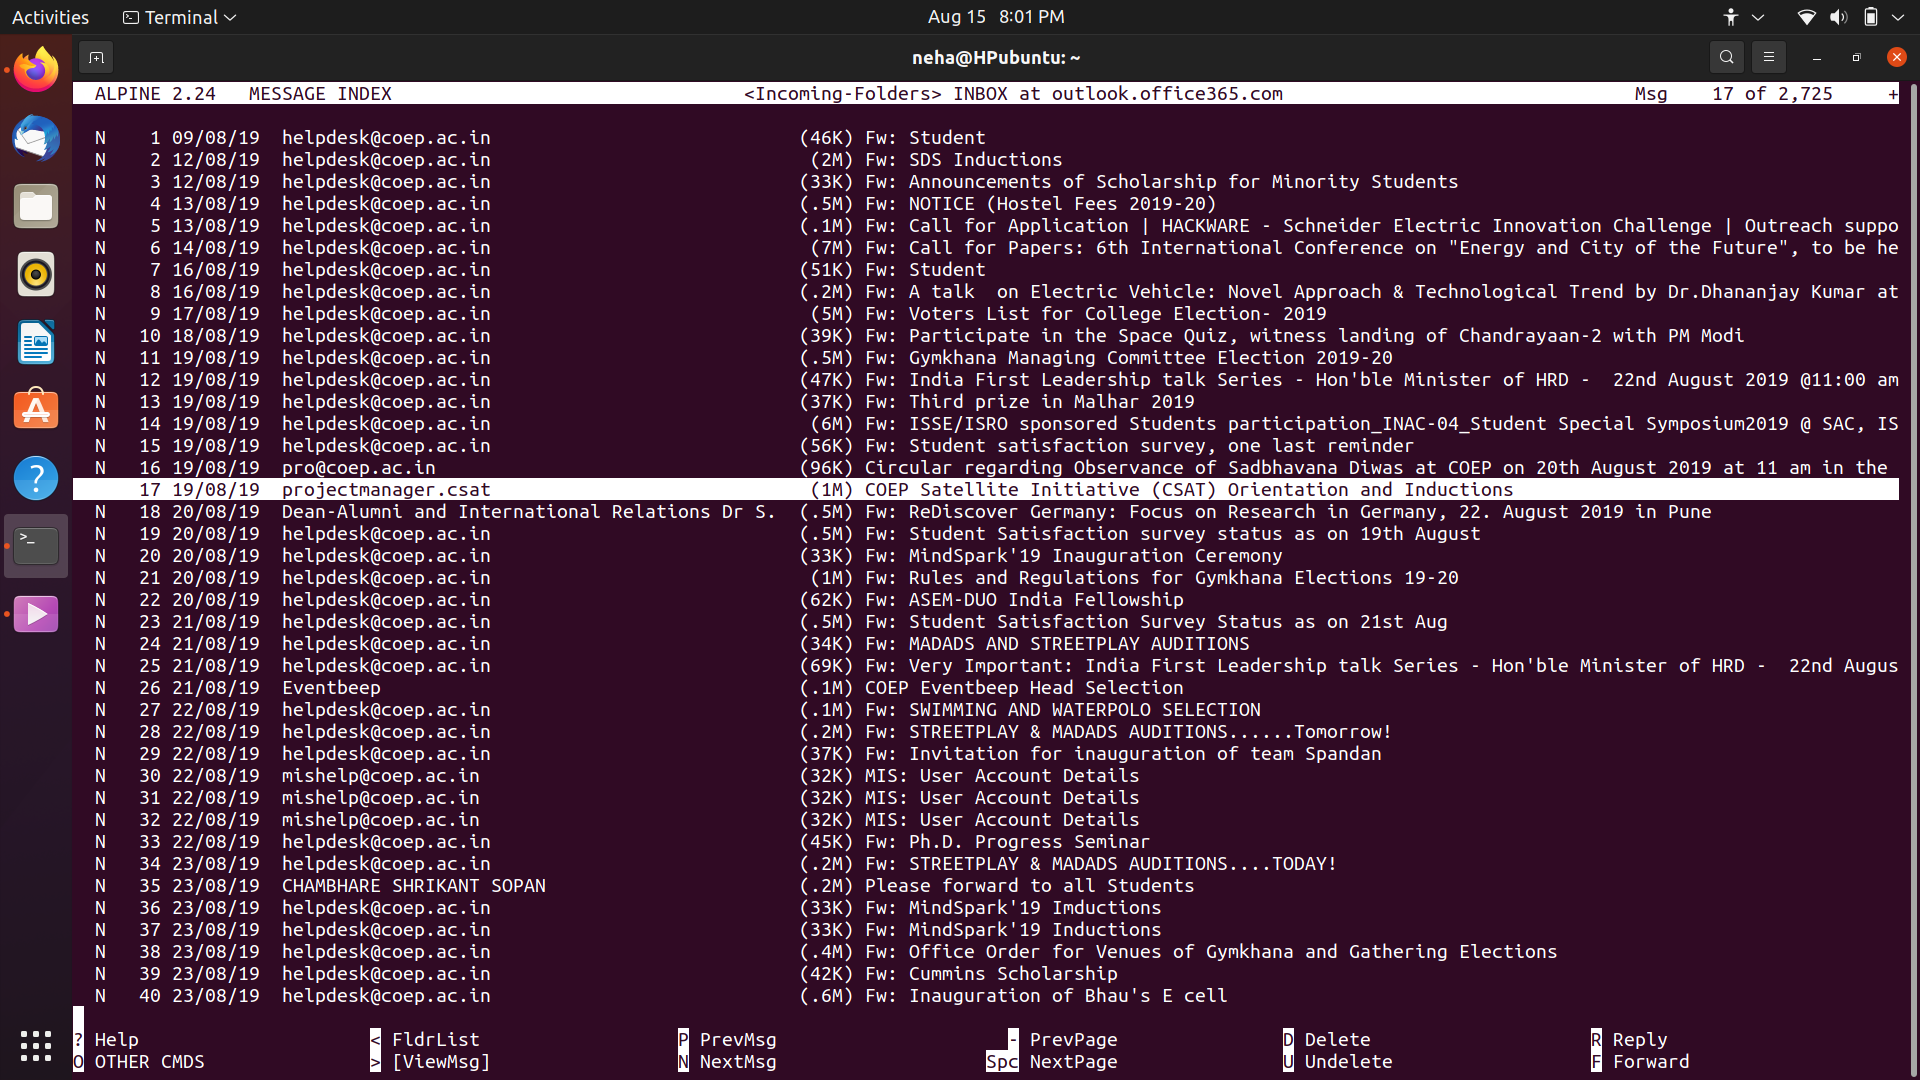 Activities Terminal Aug 15 8:01 PM
neha@HPubuntu: ~
ALPINE 2.24 MESSAGE INDEX <Incoming-Folders> INBOX at outlook.office365.com Msg 17 of 2,725 +
N 1 09/08/19 helpdesk@coep.ac.in (46K) Fw: Student
N 2 12/08/19 helpdesk@coep.ac.in (2M) Fw: SDS Inductions
N 3 12/08/19 helpdesk@coep.ac.in (33K) Fw: Announcements of Scholarship for Minority Students
N 4 13/08/19 helpdesk@coep.ac.in (.5M) Fw: NOTICE (Hostel Fees 2019-20)
N 5 13/08/19 helpdesk@coep.ac.in (.1M) Fw: Call for Application | HACKWARE - Schneider Electric Innovation Challenge | Outreach suppo
N 6 14/08/19 helpdesk@coep.ac.in (7M) Fw: Call for Papers: 6th International Conference on "Energy and City of the Future", to be he
N 7 16/08/19 helpdesk@coep.ac.in (51K) Fw: Student
N 8 16/08/19 helpdesk@coep.ac.in (.2M) Fw: A talk  on Electric Vehicle: Novel Approach & Technological Trend by Dr.Dhananjay Kumar at
N 9 17/08/19 helpdesk@coep.ac.in (5M) Fw: Voters List for College Election- 2019
N 10 18/08/19 helpdesk@coep.ac.in (39K) Fw: Participate in the Space Quiz, witness landing of Chandrayaan-2 with PM Modi
N 11 19/08/19 helpdesk@coep.ac.in (.5M) Fw: Gymkhana Managing Committee Election 2019-20
N 12 19/08/19 helpdesk@coep.ac.in (47K) Fw: India First Leadership talk Series - Hon'ble Minister of HRD -  22nd August 2019 @11:00 am
N 13 19/08/19 helpdesk@coep.ac.in (37K) Fw: Third prize in Malhar 2019
N 14 19/08/19 helpdesk@coep.ac.in (6M) Fw: ISSE/ISRO sponsored Students participation_INAC-04_Student Special Symposium2019 @ SAC, IS
N 15 19/08/19 helpdesk@coep.ac.in (56K) Fw: Student satisfaction survey, one last reminder
N 16 19/08/19 pro@coep.ac.in (96K) Circular regarding Observance of Sadbhavana Diwas at COEP on 20th August 2019 at 11 am in the
17 19/08/19 projectmanager.csat (1M) COEP Satellite Initiative (CSAT) Orientation and Inductions
N 18 20/08/19 Dean-Alumni and International Relations Dr S. (.5M) Fw: ReDiscover Germany: Focus on Research in Germany, 22. August 2019 in Pune
N 19 20/08/19 helpdesk@coep.ac.in (.5M) Fw: Student Satisfaction survey status as on 19th August
N 20 20/08/19 helpdesk@coep.ac.in (33K) Fw: MindSpark'19 Inauguration Ceremony
N 21 20/08/19 helpdesk@coep.ac.in (1M) Fw: Rules and Regulations for Gymkhana Elections 19-20
N 22 20/08/19 helpdesk@coep.ac.in (62K) Fw: ASEM-DUO India Fellowship
N 23 21/08/19 helpdesk@coep.ac.in (.5M) Fw: Student Satisfaction Survey Status as on 21st Aug
N 24 21/08/19 helpdesk@coep.ac.in (34K) Fw: MADADS AND STREETPLAY AUDITIONS
N 25 21/08/19 helpdesk@coep.ac.in (69K) Fw: Very Important: India First Leadership talk Series - Hon'ble Minister of HRD -  22nd Augus
N 26 21/08/19 Eventbeep (.1M) COEP Eventbeep Head Selection
N 27 22/08/19 helpdesk@coep.ac.in (.1M) Fw: SWIMMING AND WATERPOLO SELECTION
N 28 22/08/19 helpdesk@coep.ac.in (.2M) Fw: STREETPLAY & MADADS AUDITIONS......Tomorrow!
N 29 22/08/19 helpdesk@coep.ac.in (37K) Fw: Invitation for inauguration of team Spandan
N 30 22/08/19 mishelp@coep.ac.in (32K) MIS: User Account Details
N 31 22/08/19 mishelp@coep.ac.in (32K) MIS: User Account Details
N 32 22/08/19 mishelp@coep.ac.in (32K) MIS: User Account Details
N 33 22/08/19 helpdesk@coep.ac.in (45K) Fw: Ph.D. Progress Seminar
N 34 23/08/19 helpdesk@coep.ac.in (.2M) Fw: STREETPLAY & MADADS AUDITIONS....TODAY!
N 35 23/08/19 CHAMBHARE SHRIKANT SOPAN (.2M) Please forward to all Students
N 36 23/08/19 helpdesk@coep.ac.in (33K) Fw: MindSpark'19 Imductions
N 37 23/08/19 helpdesk@coep.ac.in (33K) Fw: MindSpark'19 Inductions
N 38 23/08/19 helpdesk@coep.ac.in (.4M) Fw: Office Order for Venues of Gymkhana and Gathering Elections
N 39 23/08/19 helpdesk@coep.ac.in (42K) Fw: Cummins Scholarship
N 40 23/08/19 helpdesk@coep.ac.in (.6M) Fw: Inauguration of Bhau's E cell
? Help < FldrList P PrevMsg - PrevPage D Delete R Reply
O OTHER CMDS > [ViewMsg] N NextMsg Spc NextPage U Undelete F Forward